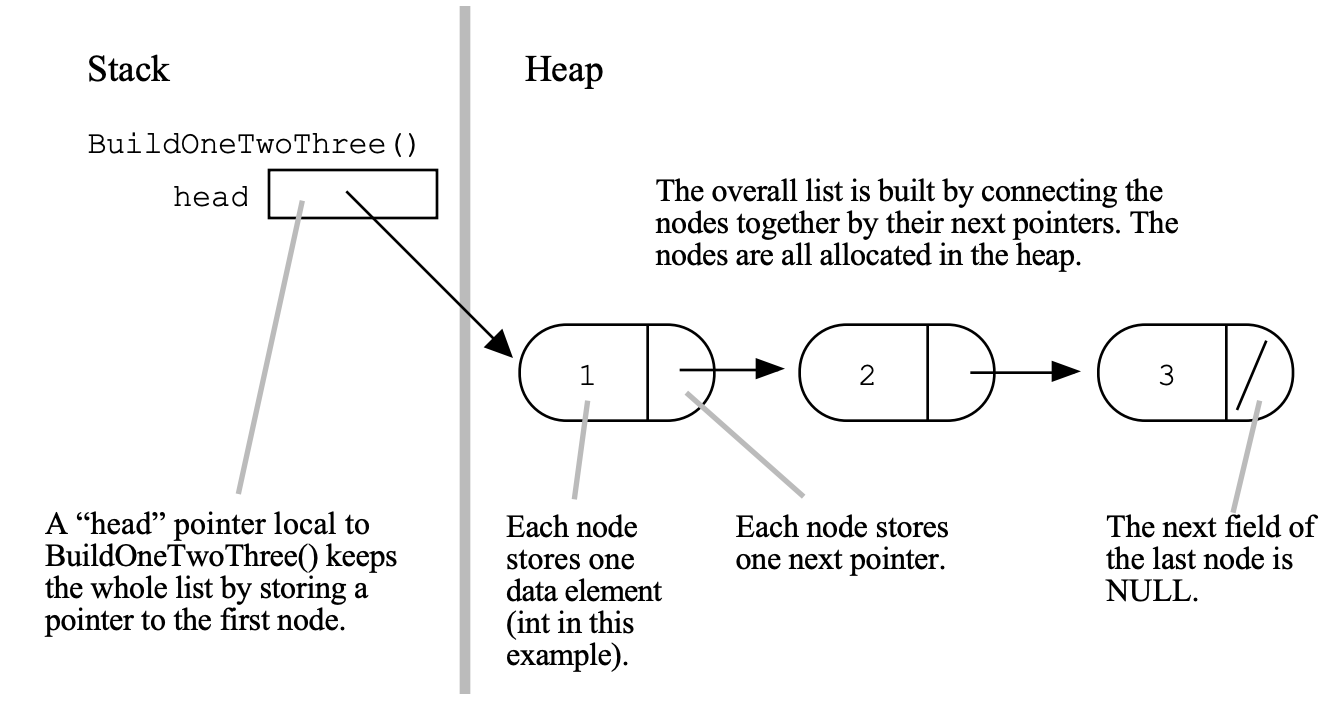 Stack
Heap
BuildOneTwoThree()
head
The overall list is built by connecting the
nodes together by their next pointers. The
nodes are all allocated in the heap.
1
2
3
A “head” pointer local to
BuildOneTwoThree() keeps
the whole list by storing a
pointer to the first node.
Each node
stores one
data element
(int in this
example).
Each node stores
one next pointer.
The next field of
the last node is
NULL.